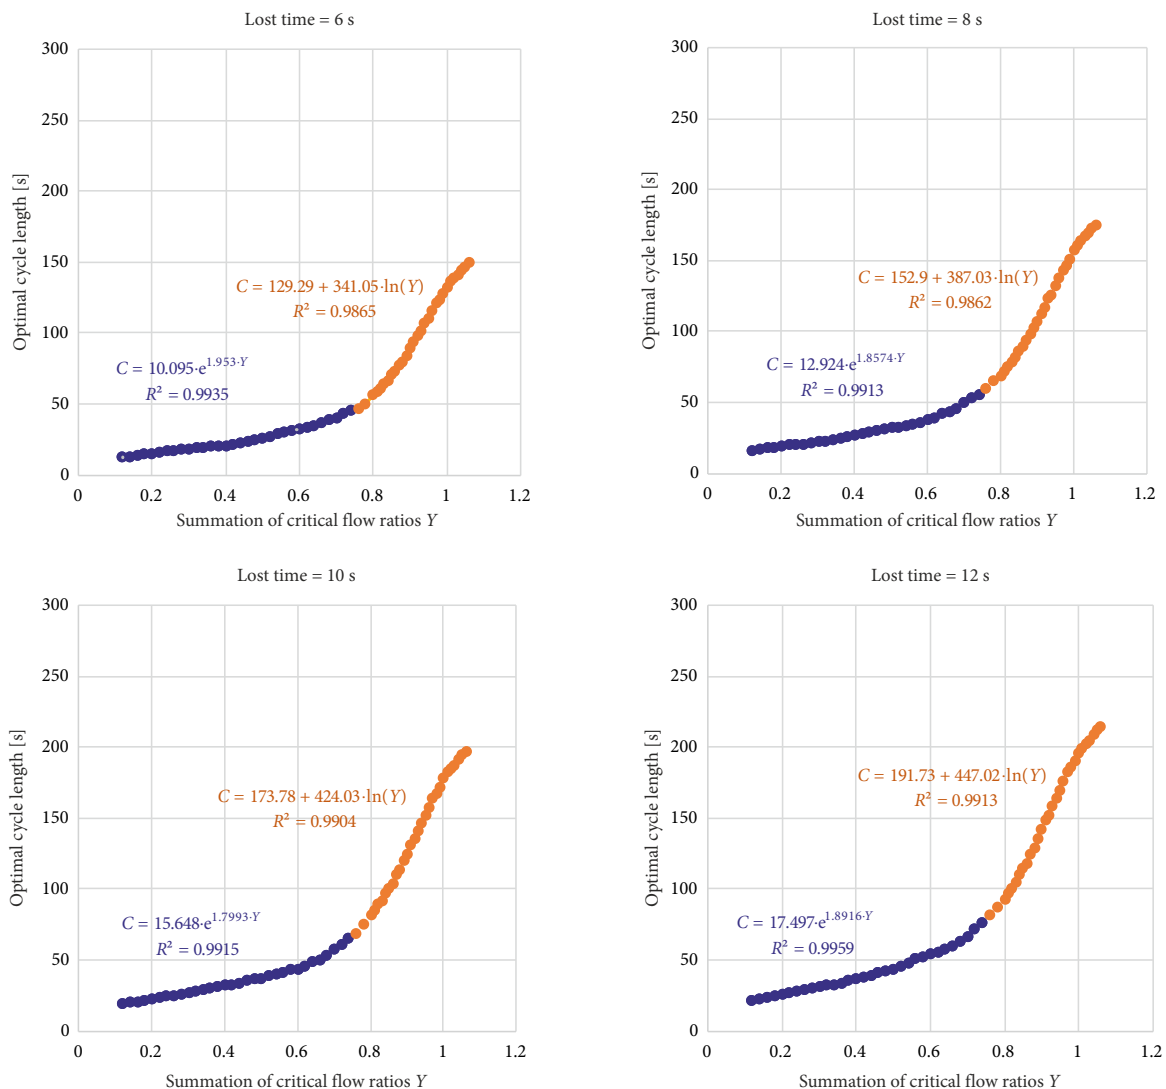 Lost time = 6 s
300
250
200
150
100
50
0
Optimal cycle length [s]
C = 129.29 + 341.05·ln(Y)
R² = 0.9865
C = 10.095·e^1.953·Y
R² = 0.9935
0.2 0.4 0.6 0.8 1 1.2
0
Summation of critical flow ratios Y
Lost time = 8 s
300
250
200
150
100
50
0
Optimal cycle length [s]
C = 152.9 + 387.03·ln(Y)
R² = 0.9862
C = 12.924·e^1.8574·Y
R² = 0.9913
0 0.2 0.4 0.6 0.8 1 1.2
Summation of critical flow ratios Y
Lost time = 10 s
300
250
200
150
100
50
0
Optimal cycle length [s]
C = 173.78 + 424.03·ln(Y)
R² = 0.9904
C = 15.648·e^1.7993·Y
R² = 0.9915
0 0.2 0.4 0.6 0.8 1 1.2
Summation of critical flow ratios Y
Lost time = 12 s
300
250
200
150
100
50
0
Optimal cycle length [s]
C = 191.73 + 447.02·ln(Y)
R² = 0.9913
C = 17.497·e^1.8916·Y
R² = 0.9959
0 0.2 0.4 0.6 0.8 1 1.2
Summation of critical flow ratios Y